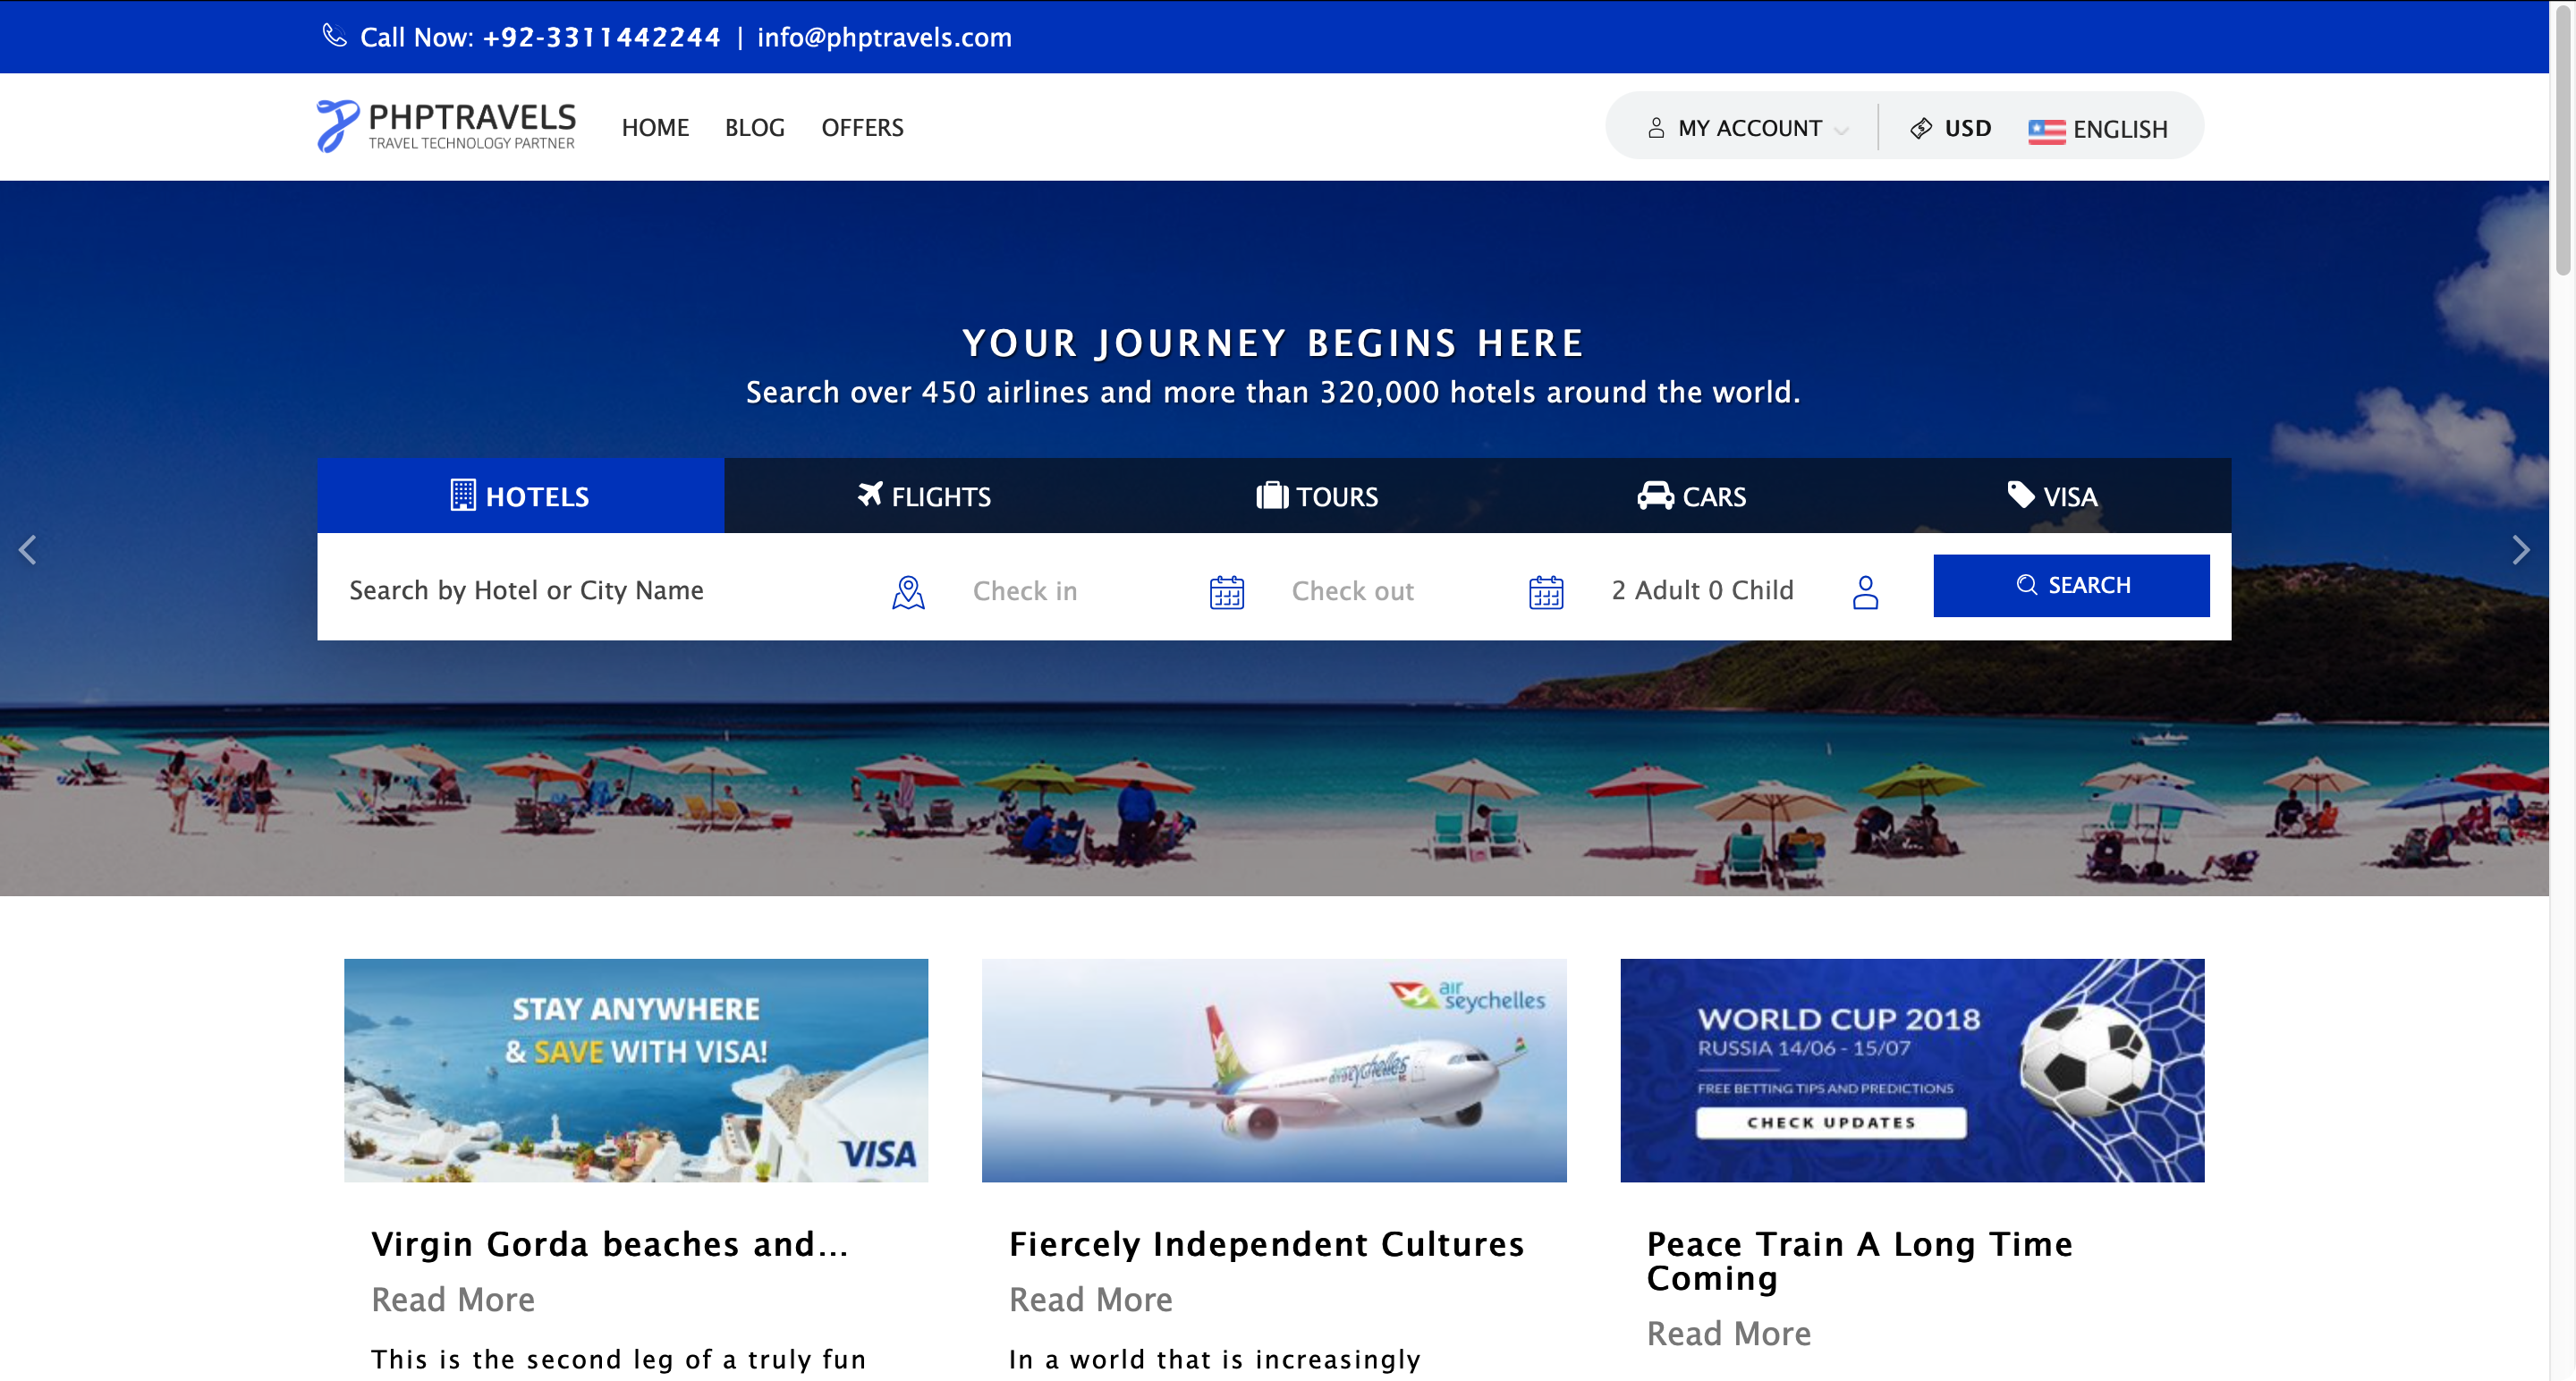 Call Now: +92-3311442244 | info@phptravels.com
PHPTRAVELS
TRAVEL TECHNOLOGY PARTNER
HOME BLOG OFFERS
MY ACCOUNT
USD
ENGLISH
YOUR JOURNEY BEGINS HERE
Search over 450 airlines and more than 320,000 hotels around the world.
HOTELS FLIGHTS TOURS CARS VISA
Search by Hotel or City Name Check in Check out 2 Adult 0 Child SEARCH
STAY ANYWHERE
& SAVE WITH VISA!
VISA
air
seychelles
air seychelles
WORLD CUP 2018
RUSSIA 14/06 - 15/07
FREE BETTING TIPS AND PREDICTIONS
CHECK UPDATES
Virgin Gorda beaches and...
Read More
This is the second leg of a truly fun
Fiercely Independent Cultures
Read More
In a world that is increasingly
Peace Train A Long Time
Coming
Read More